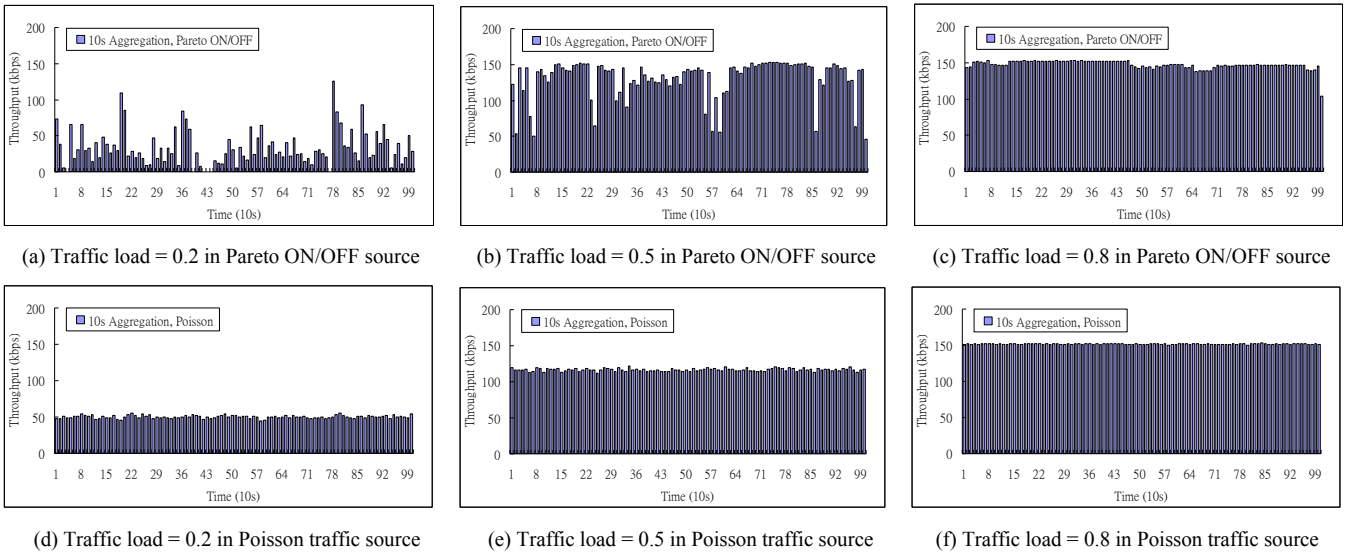 200
150
100
50
0
Throughput (kbps)
10s Aggregation, Pareto ON/OFF
1 8 15 22 29 36 43 50 57 64 71 78 85 92 99
Time (10s)
(a) Traffic load = 0.2 in Pareto ON/OFF source
200
150
100
50
0
Throughput (kbps)
10s Aggregation, Pareto ON/OFF
1 8 15 22 29 36 43 50 57 64 71 78 85 92 99
Time (10s)
(b) Traffic load = 0.5 in Pareto ON/OFF source
200
150
100
50
0
Throughput (kbps)
10s Aggregation, Pareto ON/OFF
1 8 15 22 29 36 43 50 57 64 71 78 85 92 99
Time (10s)
(c) Traffic load = 0.8 in Pareto ON/OFF source
200
150
100
50
0
Throughput (kbps)
10s Aggregation, Poisson
1 8 15 22 29 36 43 50 57 64 71 78 85 92 99
Time (10s)
(d) Traffic load = 0.2 in Poisson traffic source
200
150
100
50
0
Throughput (kbps)
10s Aggregation, Poisson
1 8 15 22 29 36 43 50 57 64 71 78 85 92 99
Time (10s)
(e) Traffic load = 0.5 in Poisson traffic source
200
150
100
50
0
Throughput (kbps)
10s Aggregation, Poisson
1 8 15 22 29 36 43 50 57 64 71 78 85 92 99
Time (10s)
(f) Traffic load = 0.8 in Poisson traffic source